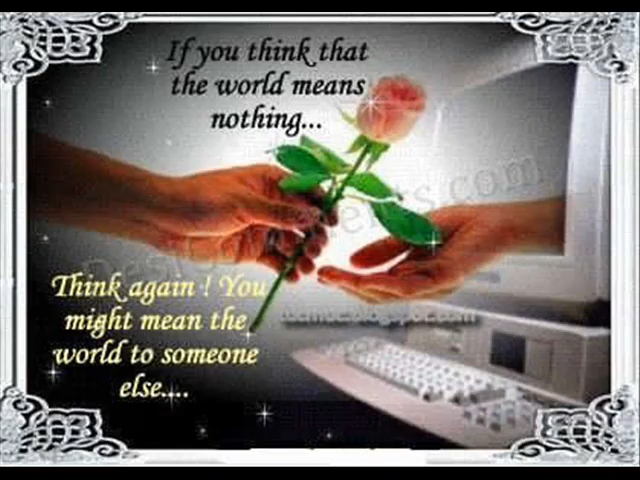 If you think that
the world means
nothing...
Think again ! You
might mean the
world to someone
else....